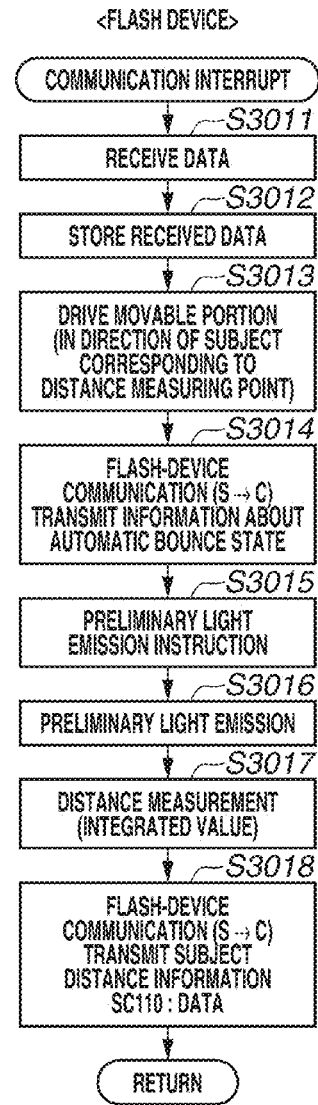 <FLASH DEVICE>
COMMUNICATION INTERRUPT
S3011
RECEIVE DATA
S3012
STORE RECEIVED DATA
S3013
DRIVE MOVABLE PORTION
(IN DIRECTION OF SUBJECT
CORRESPONDING TO
DISTANCE MEASURING POINT)
S3014
FLASH-DEVICE
COMMUNICATION (S → C)
TRANSMIT INFORMATION ABOUT
AUTOMATIC BOUNCE STATE
S3015
PRELIMINARY LIGHT
EMISSION INSTRUCTION
S3016
PRELIMINARY LIGHT EMISSION
S3017
DISTANCE MEASUREMENT
(INTEGRATED VALUE)
S3018
FLASH-DEVICE
COMMUNICATION (S → C)
TRANSMIT SUBJECT
DISTANCE INFORMATION
SC110 : DATA
RETURN